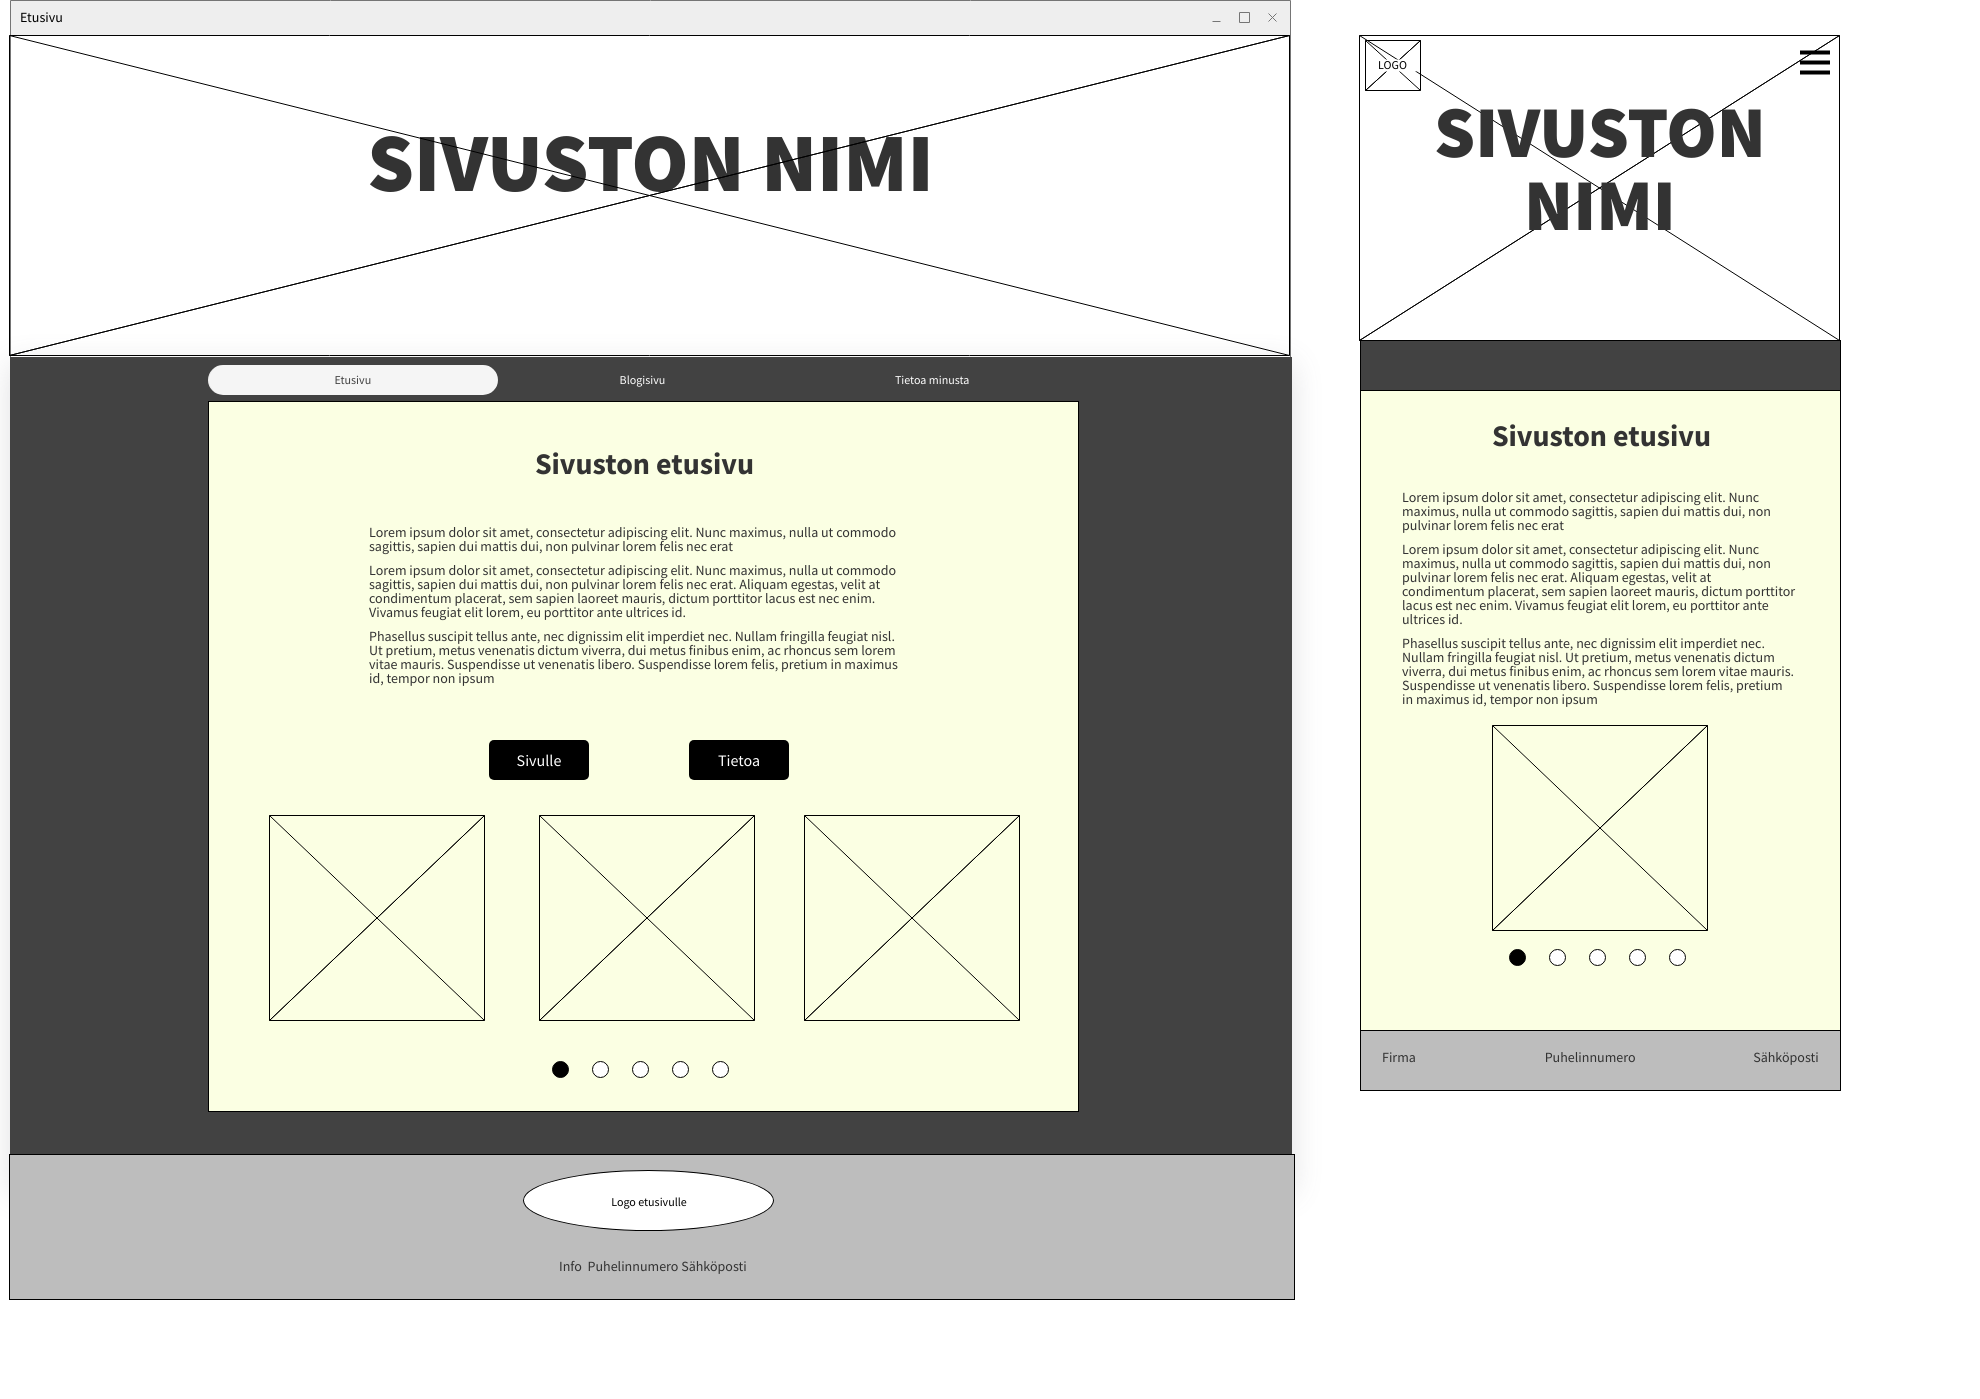 Etusivu
SIVUSTON NIMI
Etusivu Blogisivu Tietoa minusta
Sivuston etusivu
Lorem ipsum dolor sit amet, consectetur adipiscing elit. Nunc maximus, nulla ut commodo
sagittis, sapien dui mattis dui, non pulvinar lorem felis nec erat
Lorem ipsum dolor sit amet, consectetur adipiscing elit. Nunc maximus, nulla ut commodo
sagittis, sapien dui mattis dui, non pulvinar lorem felis nec erat. Aliquam egestas, velit at
condimentum placerat, sem sapien laoreet mauris, dictum porttitor lacus est nec enim.
Vivamus feugiat elit lorem, eu porttitor ante ultrices id.
Phasellus suscipit tellus ante, nec dignissim elit imperdiet nec. Nullam fringilla feugiat nisl.
Ut pretium, metus venenatis dictum viverra, dui metus finibus enim, ac rhoncus sem lorem
vitae mauris. Suspendisse ut venenatis libero. Suspendisse lorem felis, pretium in maximus
id, tempor non ipsum
Sivulle Tietoa
Logo etusivulle
Info Puhelinnumero Sähköposti
LOGO
SIVUSTON
NIMI
Sivuston etusivu
Lorem ipsum dolor sit amet, consectetur adipiscing elit. Nunc
maximus, nulla ut commodo sagittis, sapien dui mattis dui, non
pulvinar lorem felis nec erat
Lorem ipsum dolor sit amet, consectetur adipiscing elit. Nunc
maximus, nulla ut commodo sagittis, sapien dui mattis dui, non
pulvinar lorem felis nec erat. Aliquam egestas, velit at
condimentum placerat, sem sapien laoreet mauris, dictum porttitor
lacus est nec enim. Vivamus feugiat elit lorem, eu porttitor ante
ultrices id.
Phasellus suscipit tellus ante, nec dignissim elit imperdiet nec.
Nullam fringilla feugiat nisl. Ut pretium, metus venenatis dictum
viverra, dui metus finibus enim, ac rhoncus sem lorem vitae mauris.
Suspendisse ut venenatis libero. Suspendisse lorem felis, pretium
in maximus id, tempor non ipsum
Firma Puhelinnumero Sähköposti